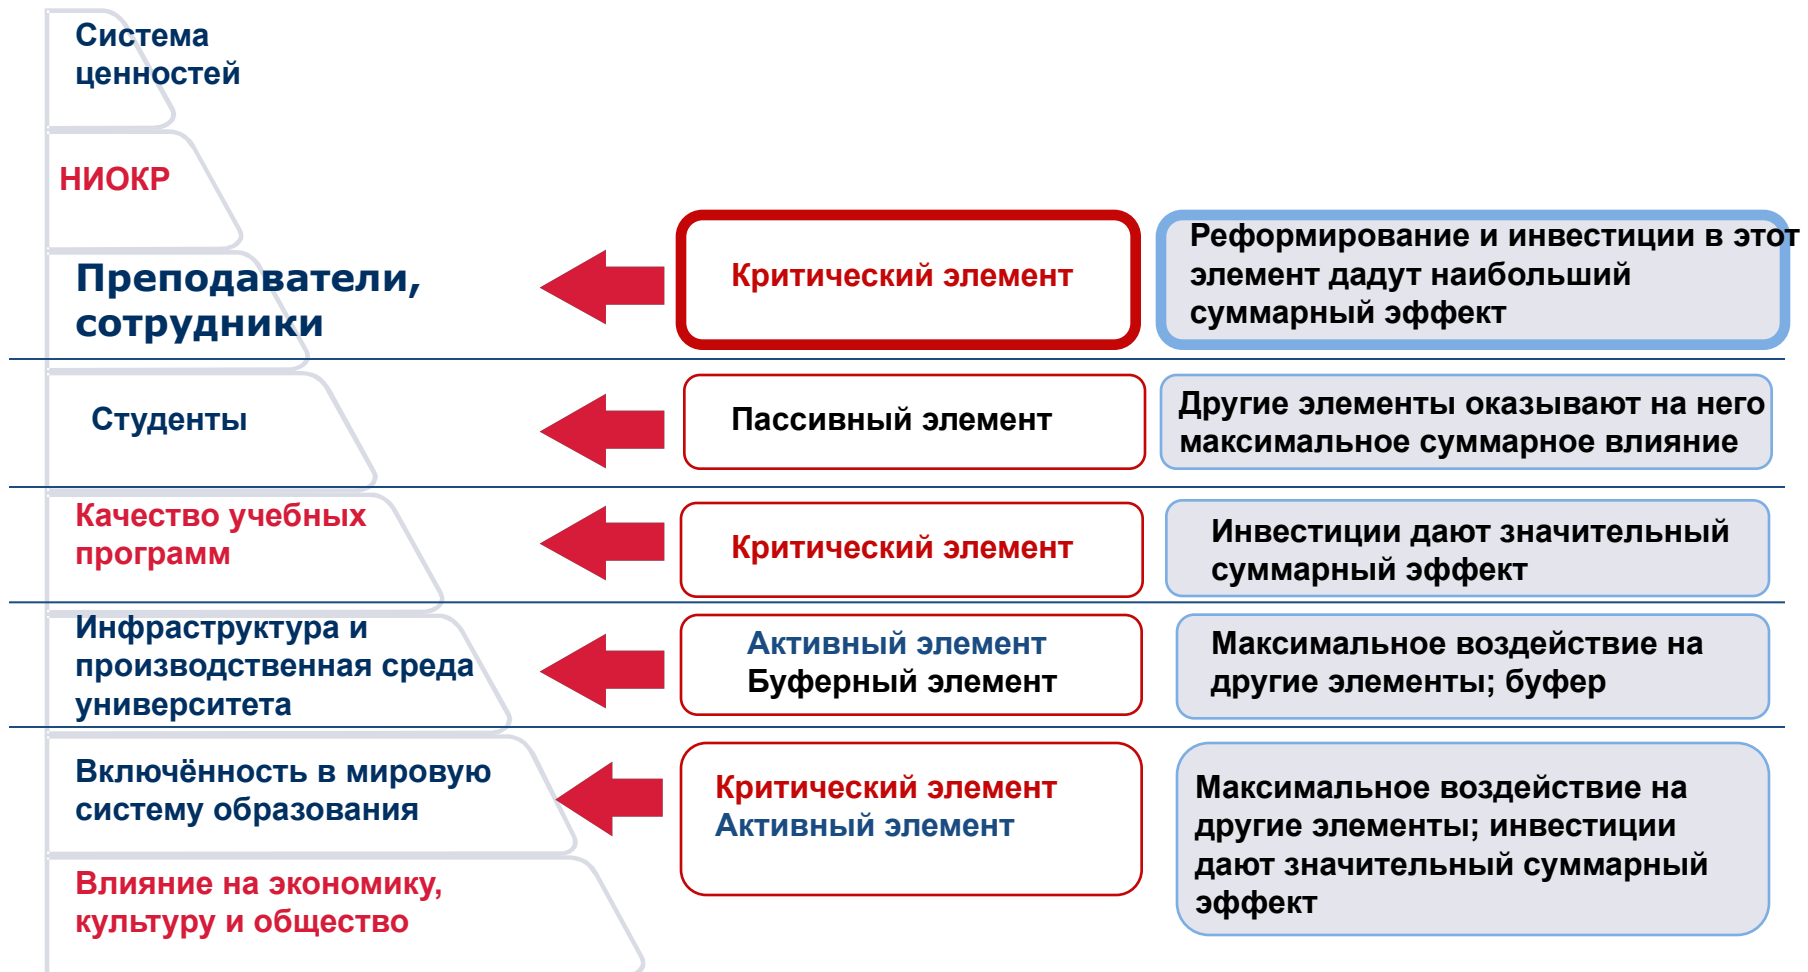 Система
ценностей
НИОКР
Преподаватели,
сотрудники
Критический элемент
Реформирование и инвестиции в этот
элемент дадут наибольший
суммарный эффект
Студенты
Пассивный элемент
Другие элементы оказывают на него
максимальное суммарное влияние
Качество учебных
программ
Критический элемент
Инвестиции дают значительный
суммарный эффект
Инфраструктура и
производственная среда
университета
Активный элемент
Буферный элемент
Максимальное воздействие на
другие элементы; буфер
Включённость в мировую
систему образования
Критический элемент
Активный элемент
Максимальное воздействие на
другие элементы; инвестиции
дают значительный суммарный
эффект
Влияние на экономику,
культуру и общество